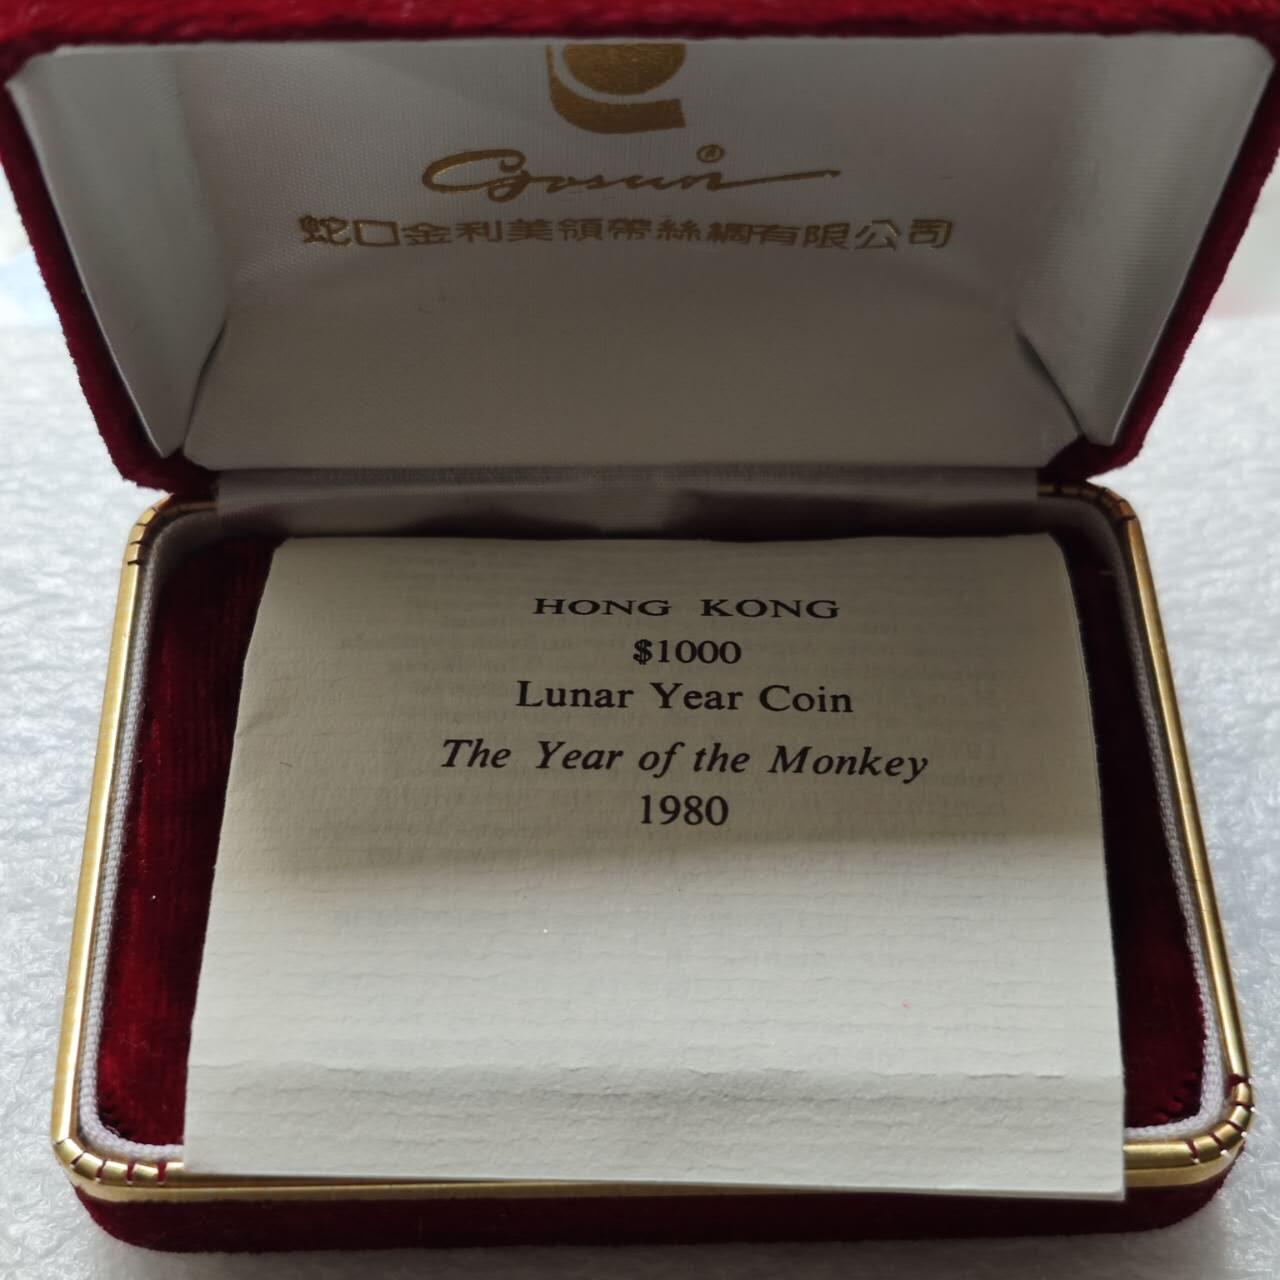 Gosun®
蛇口金利美領帶絲綢有限公司
HONG KONG
$1000
Lunar Year Coin
The Year of the Monkey
1980